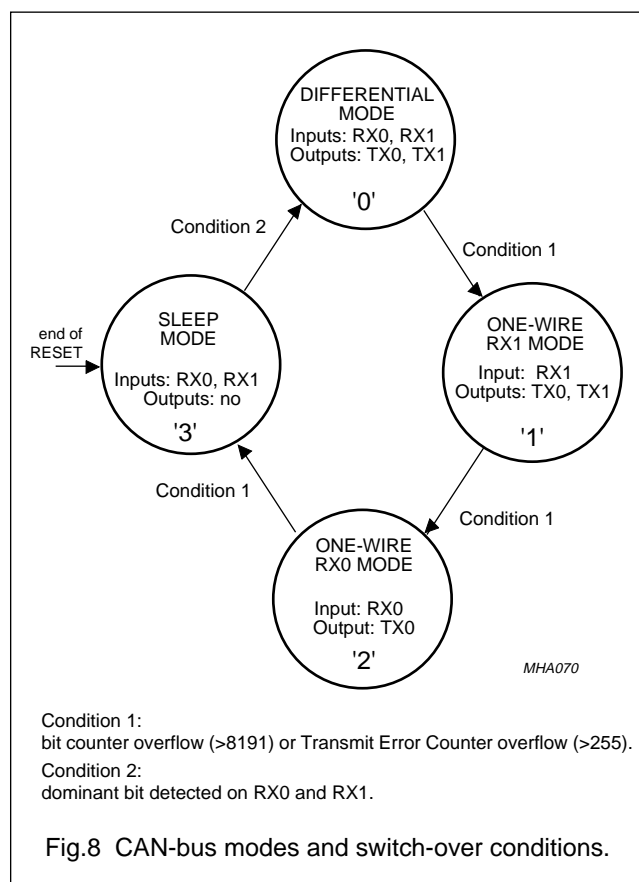 DIFFERENTIAL
MODE
Inputs: RX0, RX1
Outputs: TX0, TX1
'0'
Condition 2
Condition 1
end of
RESET
SLEEP
MODE
Inputs: RX0, RX1
Outputs: no
'3'
ONE-WIRE
RX1 MODE
Input: RX1
Outputs: TX0, TX1
'1'
Condition 1
Condition 1
ONE-WIRE
RX0 MODE
Input: RX0
Output: TX0
'2'
MHA070
Condition 1:
bit counter overflow (>8191) or Transmit Error Counter overflow (>255).
Condition 2:
dominant bit detected on RX0 and RX1.
Fig.8 CAN-bus modes and switch-over conditions.